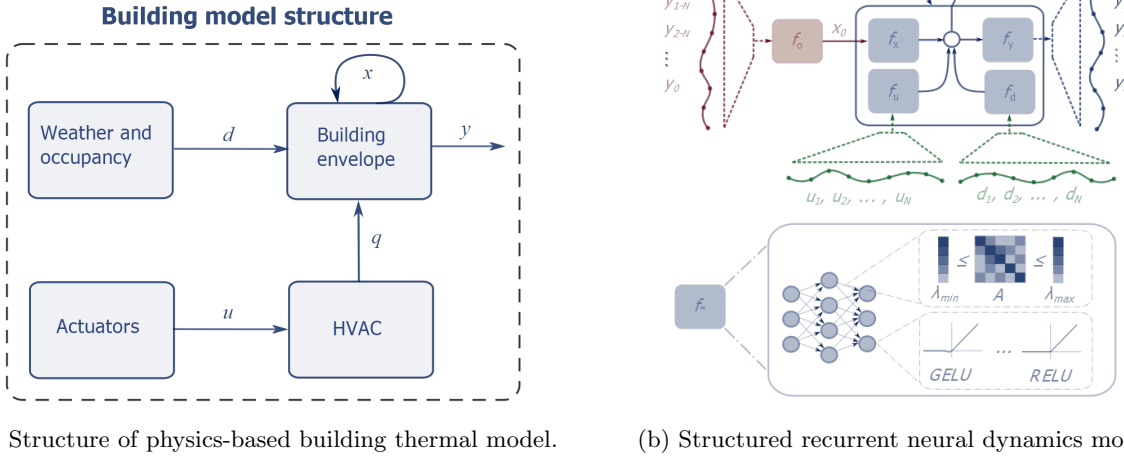 Building model structure
x
Weather and
occupancy
d
Building
envelope
y
q
Actuators
u
HVAC
Structure of physics-based building thermal model.
y1-N
y2-N
...
y0
fo
x0
fx
fy
fu
fd
u1, u2, ... , uN
d1, d2, ... , dN
f*
λmin
≤
A
≤
λmax
GELU
...
RELU
(b) Structured recurrent neural dynamics mo